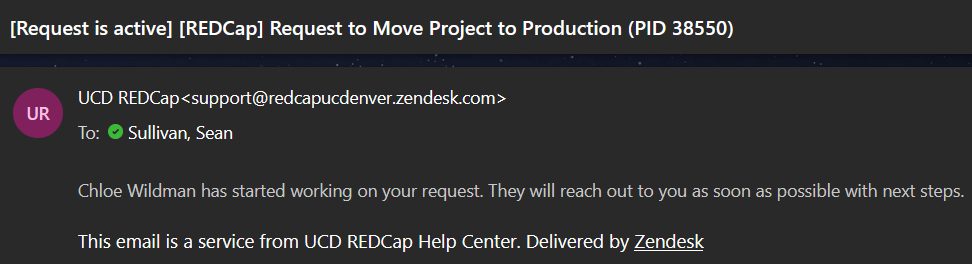 [Request is active] [REDCap] Request to Move Project to Production (PID 38550)
UR
UCD REDCap<support@redcapucdenver.zendesk.com>
To: Sullivan, Sean
Chloe Wildman has started working on your request. They will reach out to you as soon as possible with next steps.
This email is a service from UCD REDCap Help Center. Delivered by Zendesk